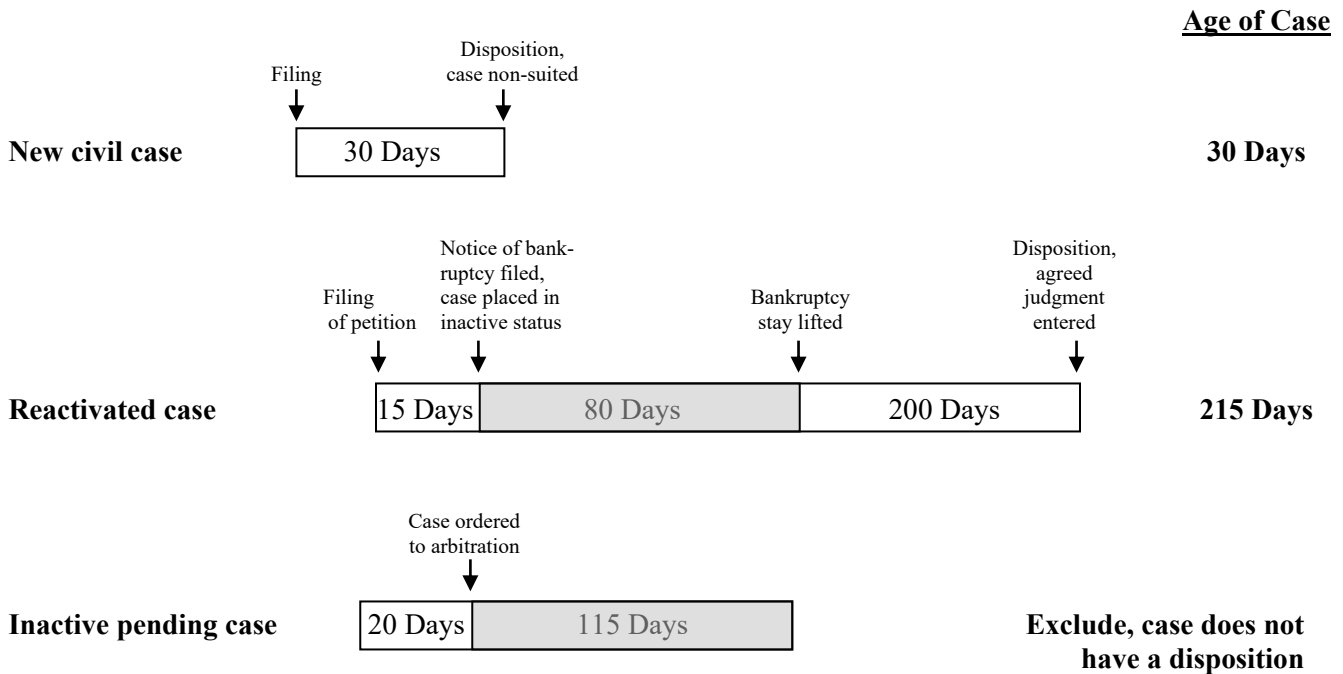 Age of Case
Filing
Disposition,
case non-suited
New civil case
30 Days
30 Days
Filing
of petition
Notice of bank-
ruptcy filed,
case placed in
inactive status
Bankruptcy
stay lifted
Disposition,
agreed
judgment
entered
Reactivated case
15 Days
80 Days
200 Days
215 Days
Case ordered
to arbitration
Inactive pending case
20 Days
115 Days
Exclude, case does not
have a disposition